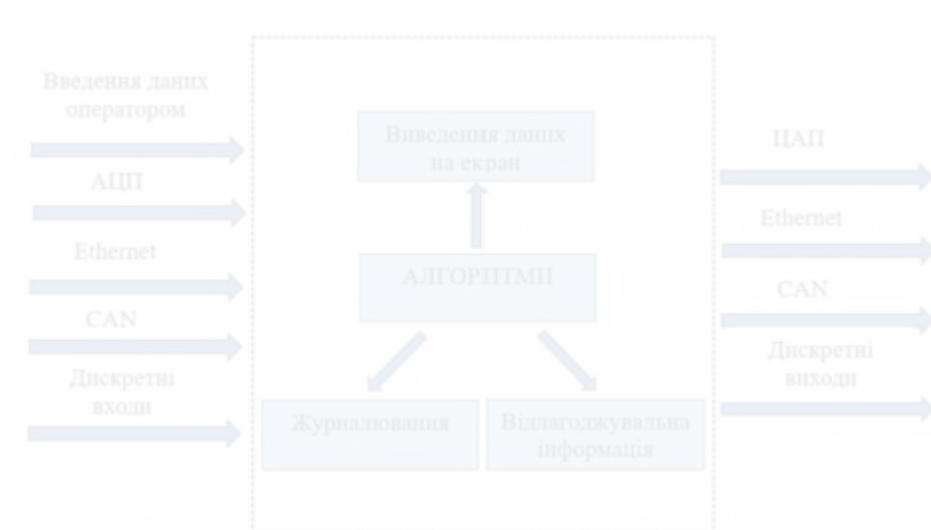 Введення даних
оператором
АЦП
Ethernet
CAN
Дискретні
входи
Виведення даних
на екран
АЛГОРИТМИ
Журналювання
Відлагоджувальна
інформація
ЦАП
Ethernet
CAN
Дискретні
виходи